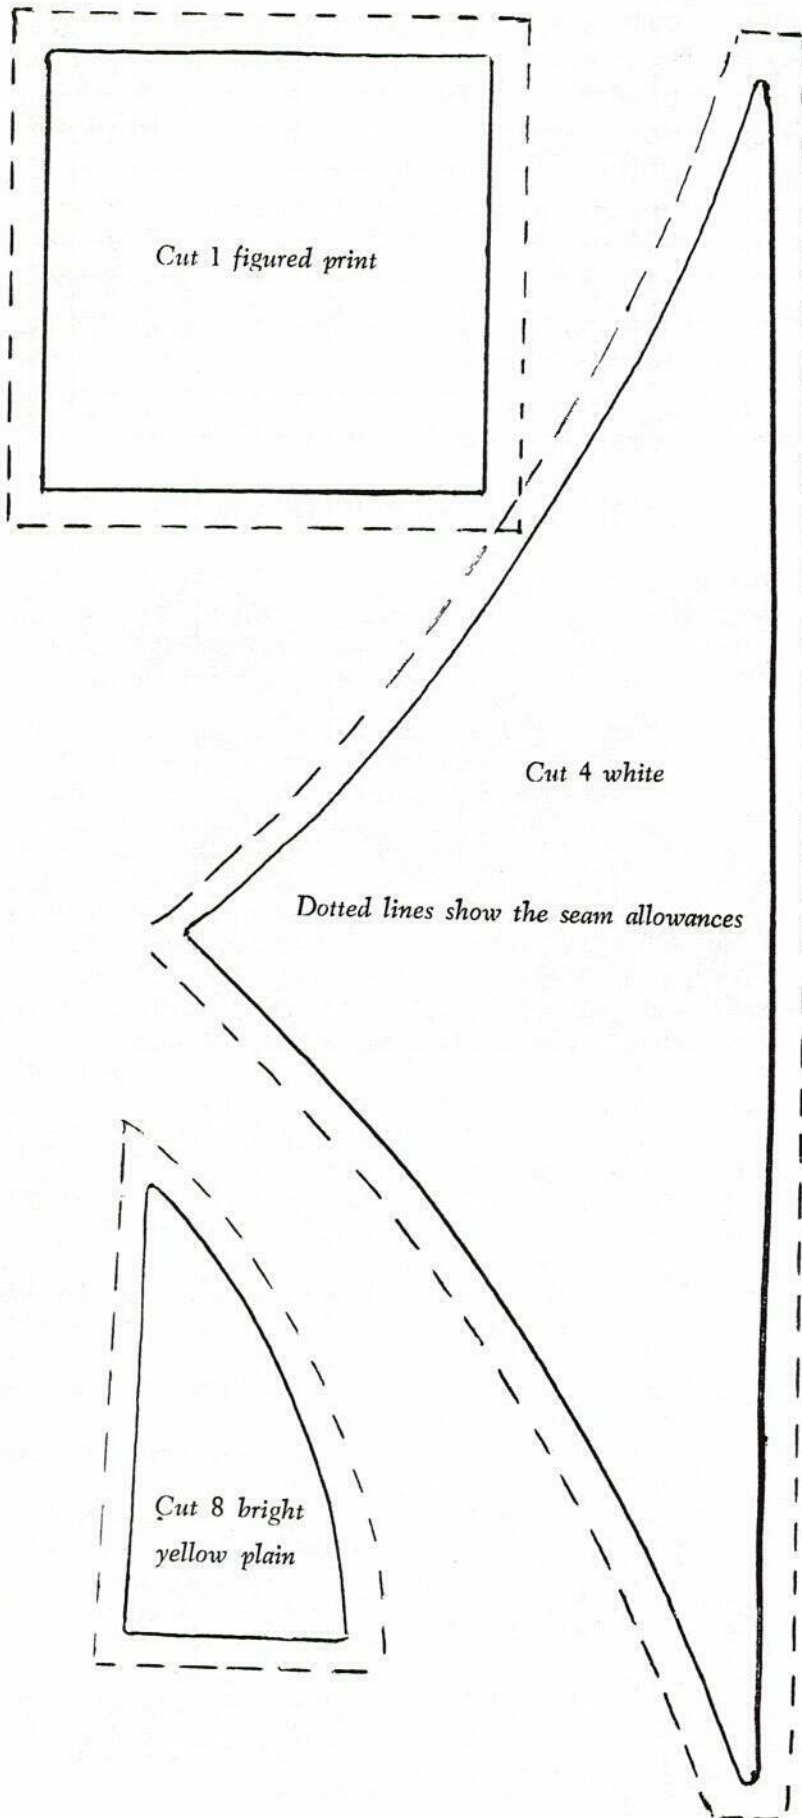 Cut 1 figured print
Cut 4 white
Dotted lines show the seam allowances
Cut 8 bright
yellow plain